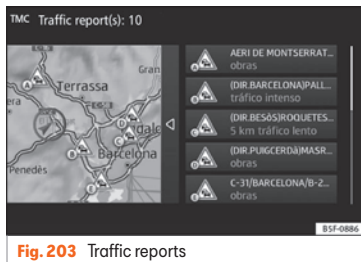 TMC Traffic report(s): 10
Terrassa
Gran
Barcelona
Penedès
AERI DE MONTSERRAT...
obras
(DIR.BARCELONA)PALL...
tráfico intenso
(DIR.BESòS)ROQUETES...
5 km tráfico lento
(DIR.PUIGCERDà)MASR...
obras
C-31/BARCELONA/B-2...
obras
BSF-0886
Fig. 203 Traffic reports